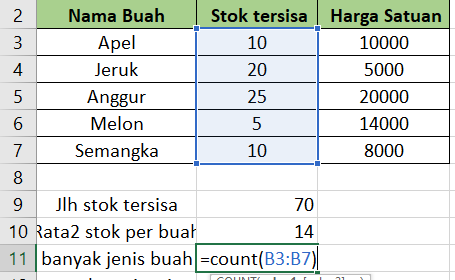 2 Nama Buah Stok tersisa Harga Satuan
3 Apel 10 10000
4 Jeruk 20 5000
5 Anggur 25 20000
6 Melon 5 14000
7 Semangka 10 8000
8
9 Jlh stok tersisa 70
10 Rata2 stok per buah 14
11 banyak jenis buah =count(B3:B7)